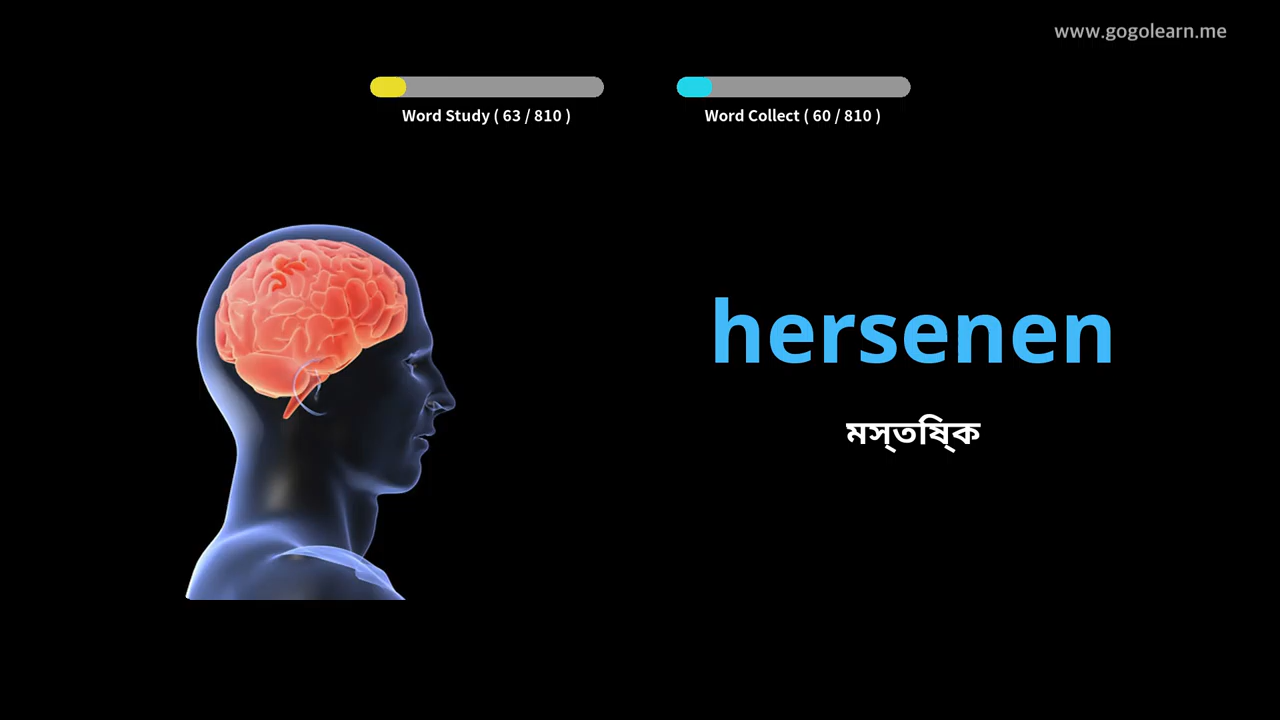 www.gogolearn.me
Word Study ( 63 / 810 )
Word Collect ( 60 / 810 )
hersenen
মস্তিষ্ক